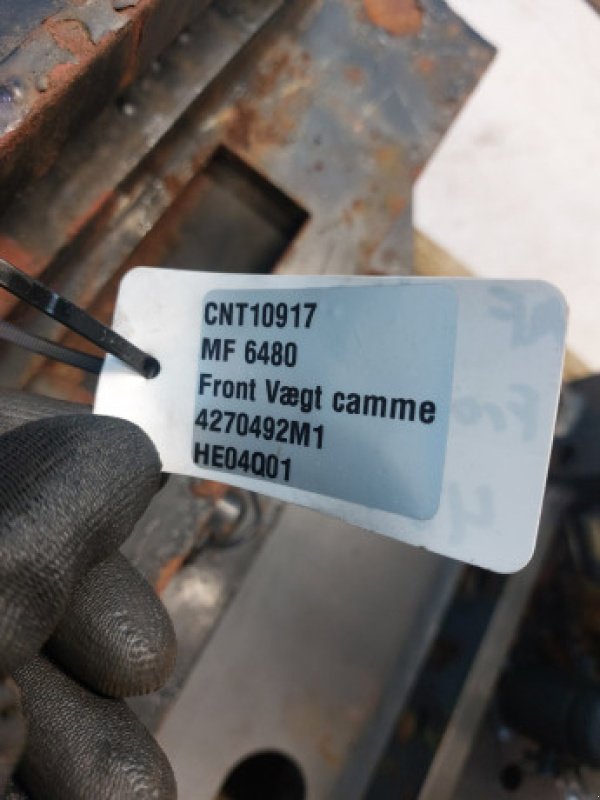 CNT10917
MF 6480
Front Vægt camme
4270492M1
HE04Q01